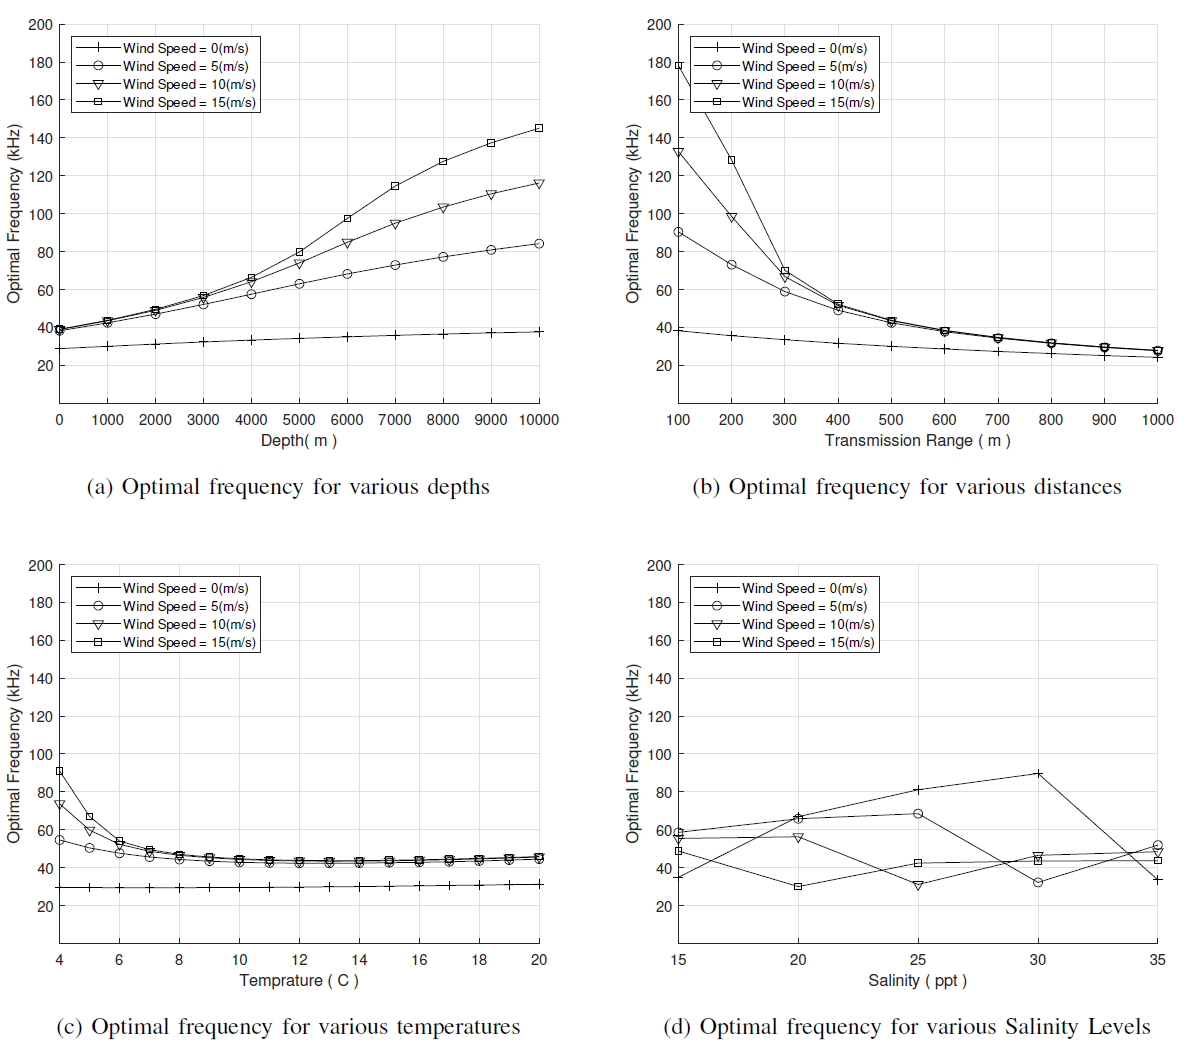 200
180
160
140
120
100
80
60
40
20
Optimal Frequency (kHz)
Wind Speed = 0(m/s)
Wind Speed = 5(m/s)
Wind Speed = 10(m/s)
Wind Speed = 15(m/s)
0 1000 2000 3000 4000 5000 6000 7000 8000 9000 10000
Depth( m )
(a) Optimal frequency for various depths
200
180
160
140
120
100
80
60
40
20
Optimal Frequency (kHz)
Wind Speed = 0(m/s)
Wind Speed = 5(m/s)
Wind Speed = 10(m/s)
Wind Speed = 15(m/s)
100 200 300 400 500 600 700 800 900 1000
Transmission Range ( m )
(b) Optimal frequency for various distances
200
180
160
140
120
100
80
60
40
20
Optimal Frequency (kHz)
Wind Speed = 0(m/s)
Wind Speed = 5(m/s)
Wind Speed = 10(m/s)
Wind Speed = 15(m/s)
4 6 8 10 12 14 16 18 20
Temprature ( C )
(c) Optimal frequency for various temperatures
200
180
160
140
120
100
80
60
40
20
Optimal Frequency (kHz)
Wind Speed = 0(m/s)
Wind Speed = 5(m/s)
Wind Speed = 10(m/s)
Wind Speed = 15(m/s)
15 20 25 30 35
Salinity ( ppt )
(d) Optimal frequency for various Salinity Levels